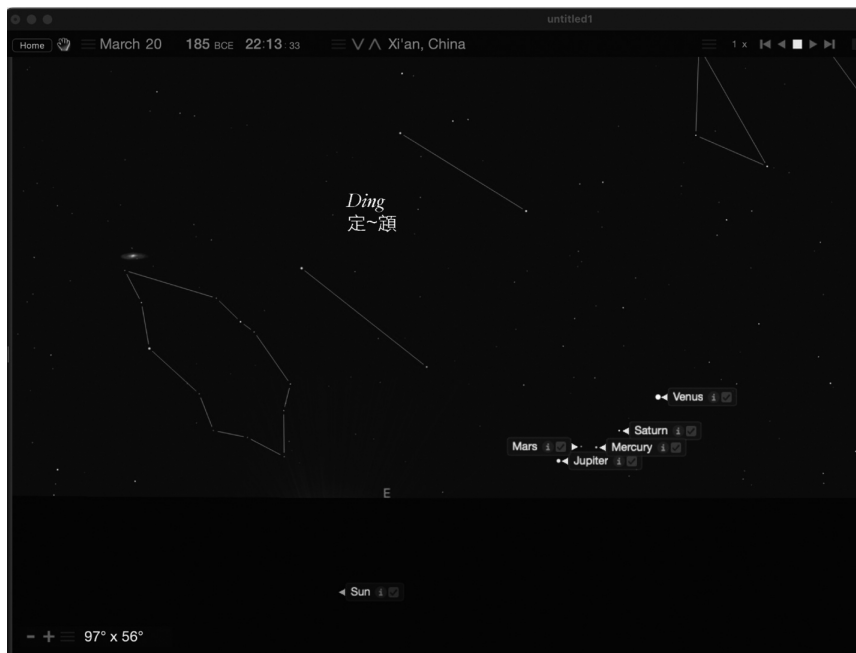 untitled1
Home March 20 185 BCE 22:13:33 Xi'an, China 1 x
Ding
定~顁
Venus i
Saturn i
Mars i Mercury i
Jupiter i
E
Sun i
97° x 56°